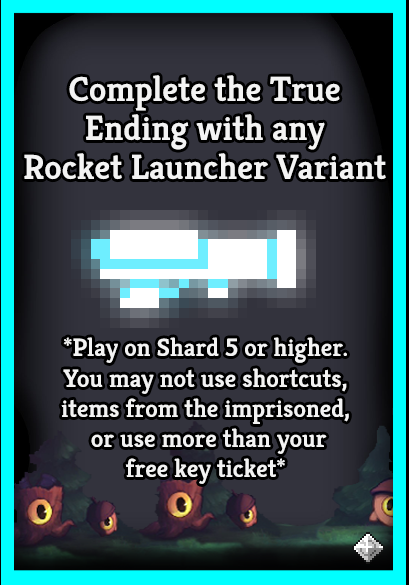 Complete the True
Ending with any
Rocket Launcher Variant
*Play on Shard 5 or higher.
You may not use shortcuts,
items from the imprisoned,
or use more than your
free key ticket*